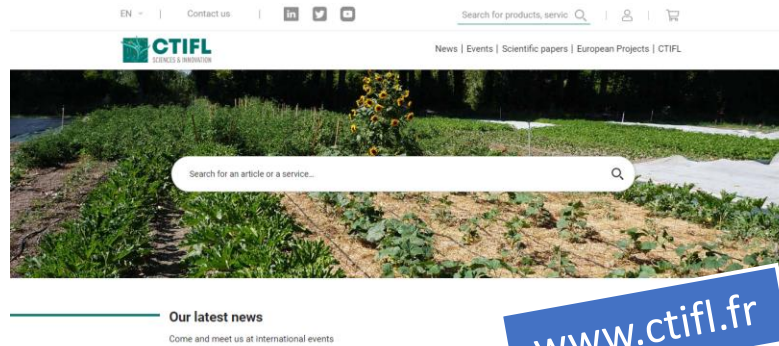 EN | Contact us | in
Search for products, servic
CTIFL
SCIENCES & INNOVATION
News | Events | Scientific papers | European Projects | CTIFL
Search for an article or a service...
Our latest news
Come and meet us at international events
www.ctifl.fr